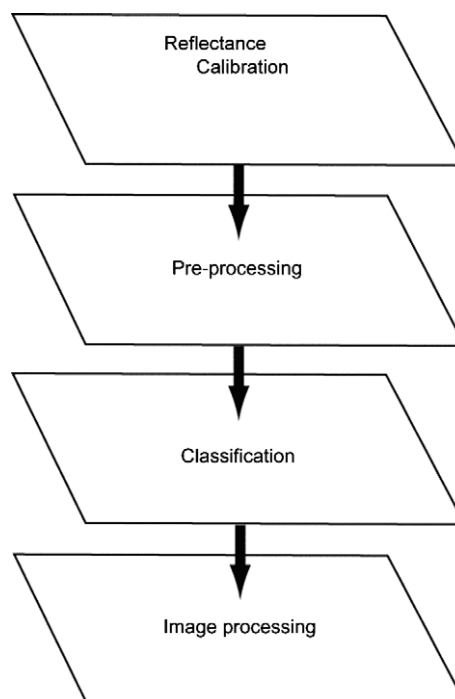 Reflectance
Calibration
Pre-processing
Classification
Image processing